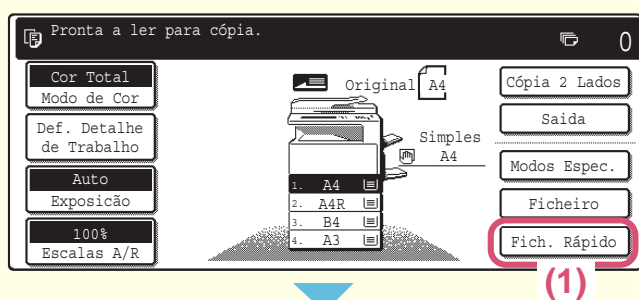 Pronta a ler para cópia.
0
Cor Total
Modo de Cor
Def. Detalhe
de Trabalho
Auto
Exposicão
100%
Escalas A/R
Original A4
Simples
A4
1. A4
2. A4R
3. B4
4. A3
Cópia 2 Lados
Saida
Modos Espec.
Ficheiro
Fich. Rápido
(1)